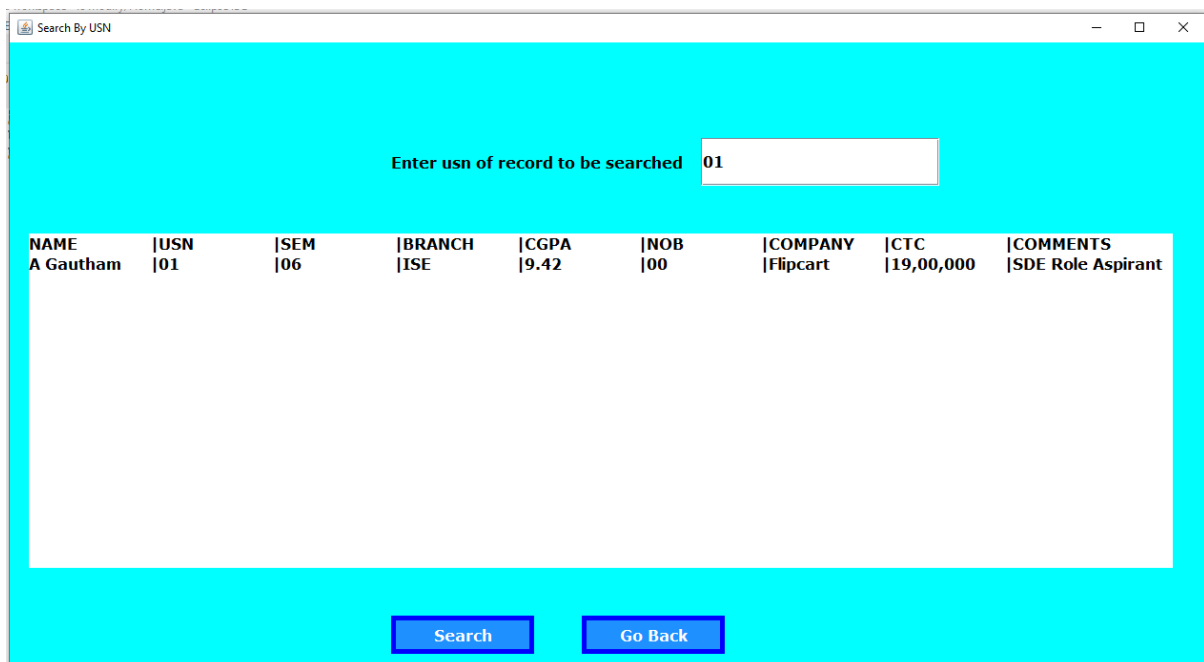 Search By USN
Enter usn of record to be searched 01
NAME |USN |SEM |BRANCH |CGPA |NOB |COMPANY |CTC |COMMENTS
A Gautham |01 |06 |ISE |9.42 |00 |Flipcart |19,00,000 |SDE Role Aspirant
Search Go Back